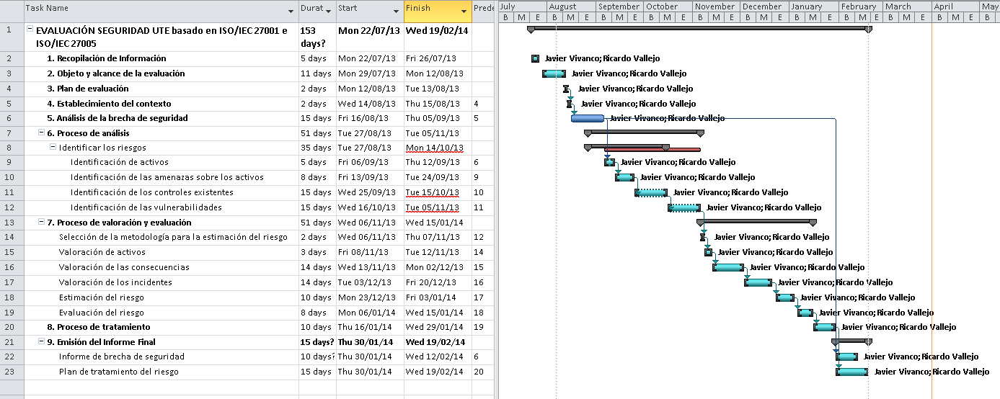 Task Name Durat Start Finish Prede July August September October November December January February March April May
B M E B M E B M E B M E B M E B M E B M E B M E B M E B M E B
1 EVALUACIÓN SEGURIDAD UTE basado en ISO/IEC 27001 e 153 Mon 22/07/13 Wed 19/02/14
ISO/IEC 27005 days?
2 1. Recopilación de Información 5 days Mon 22/07/13 Fri 26/07/13 Javier Vivanco; Ricardo Vallejo
3 2. Objeto y alcance de la evaluación 11 days Mon 29/07/13 Mon 12/08/13 Javier Vivanco; Ricardo Vallejo
4 3. Plan de evaluación 2 days Mon 12/08/13 Tue 13/08/13 Javier Vivanco; Ricardo Vallejo
5 4. Establecimiento del contexto 2 days Wed 14/08/13 Thu 15/08/13 4 Javier Vivanco; Ricardo Vallejo
6 5. Análisis de la brecha de seguridad 15 days Fri 16/08/13 Thu 05/09/13 5 Javier Vivanco; Ricardo Vallejo
7 6. Proceso de análisis 51 days Tue 27/08/13 Tue 05/11/13
8 Identificar los riesgos 35 days Tue 27/08/13 Mon 14/10/13
9 Identificación de activos 5 days Fri 06/09/13 Thu 12/09/13 6 Javier Vivanco; Ricardo Vallejo
10 Identificación de las amenazas sobre los activos 8 days Fri 13/09/13 Tue 24/09/13 9 Javier Vivanco; Ricardo Vallejo
11 Identificación de los controles existentes 15 days Wed 25/09/13 Tue 15/10/13 10 Javier Vivanco; Ricardo Vallejo
12 Identificación de las vulnerabilidades 15 days Wed 16/10/13 Tue 05/11/13 11 Javier Vivanco; Ricardo Vallejo
13 7. Proceso de valoración y evaluación 51 days Wed 06/11/13 Wed 15/01/14
14 Selección de la metodología para la estimación del riesgo 2 days Wed 06/11/13 Thu 07/11/13 12 Javier Vivanco; Ricardo Vallejo
15 Valoración de activos 3 days Fri 08/11/13 Tue 12/11/13 14 Javier Vivanco; Ricardo Vallejo
16 Valoración de las consecuencias 14 days Wed 13/11/13 Mon 02/12/13 15 Javier Vivanco; Ricardo Vallejo
17 Valoración de los incidentes 14 days Tue 03/12/13 Fri 20/12/13 16 Javier Vivanco; Ricardo Vallejo
18 Estimación del riesgo 10 days Mon 23/12/13 Fri 03/01/14 17 Javier Vivanco; Ricardo Vallejo
19 Evaluación del riesgo 8 days Mon 06/01/14 Wed 15/01/14 18 Javier Vivanco; Ricardo Vallejo
20 8. Proceso de tratamiento 10 days Thu 16/01/14 Wed 29/01/14 19 Javier Vivanco; Ricardo Vallejo
21 9. Emisión del Informe Final 15 days? Thu 30/01/14 Wed 19/02/14
22 Informe de brecha de seguridad 10 days? Thu 30/01/14 Wed 12/02/14 6 Javier Vivanco; Ricardo Vallejo
23 Plan de tratamiento del riesgo 15 days Thu 30/01/14 Wed 19/02/14 20 Javier Vivanco; Ricardo Vallejo